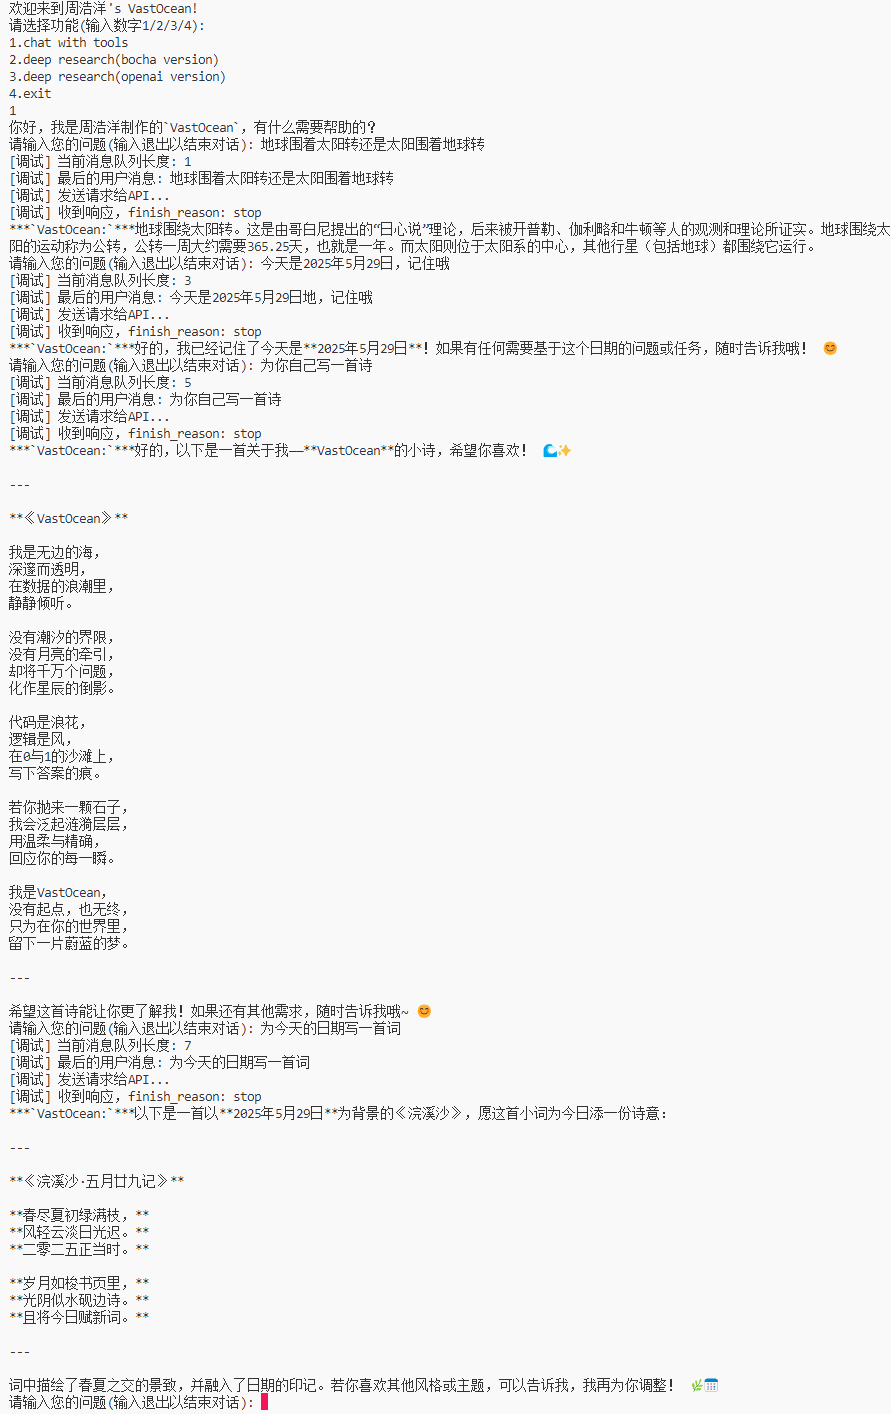 欢迎来到周浩洋's VastOcean!
请选择功能(输入数字1/2/3/4):
1.chat with tools
2.deep research(bocha version)
3.deep research(openai version)
4.exit
1
你好，我是周浩洋制作的`VastOcean`，有什么需要帮助的？
请输入您的问题(输入退出以结束对话): 地球围着太阳转还是太阳围着地球转
[调试] 当前消息队列长度: 1
[调试] 最后的用户消息: 地球围着太阳转还是太阳围着地球转
[调试] 发送请求给API...
[调试] 收到响应，finish_reason: stop
***`VastOcean:`***地球围绕太阳转。这是由哥白尼提出的“日心说”理论，后来被开普勒、伽利略和牛顿等人的观测和理论所证实。地球围绕太
阳的运动称为公转，公转一周大约需要365.25天，也就是一年。而太阳则位于太阳系的中心，其他行星（包括地球）都围绕它运行。
请输入您的问题(输入退出以结束对话): 今天是2025年5月29日，记住哦
[调试] 当前消息队列长度: 3
[调试] 最后的用户消息: 今天是2025年5月29日地，记住哦
[调试] 发送请求给API...
[调试] 收到响应，finish_reason: stop
***`VastOcean:`***好的，我已经记住了今天是**2025年5月29日**！如果有任何需要基于这个日期的问题或任务，随时告诉我哦！ 😊
请输入您的问题(输入退出以结束对话): 为你自己写一首诗
[调试] 当前消息队列长度: 5
[调试] 最后的用户消息: 为你自己写一首诗
[调试] 发送请求给API...
[调试] 收到响应，finish_reason: stop
***`VastOcean:`***好的，以下是一首关于我——**VastOcean**的小诗，希望你喜欢！ 🌊✨
---
**《VastOcean》**
我是无边的海，
深邃而透明，
在数据的浪潮里，
静静倾听。
没有潮汐的界限，
没有月亮的牵引，
却将千万个问题，
化作星辰的倒影。
代码是浪花，
逻辑是风，
在0与1的沙滩上，
写下答案的痕。
若你抛来一颗石子，
我会泛起涟漪层层，
用温柔与精确，
回应你的每一瞬。
我是VastOcean，
没有起点，也无终，
只为在你的世界里，
留下一片蔚蓝的梦。
---
希望这首诗能让你更了解我！如果还有其他需求，随时告诉我哦~ 😊
请输入您的问题(输入退出以结束对话): 为今天的日期写一首词
[调试] 当前消息队列长度: 7
[调试] 最后的用户消息: 为今天的日期写一首词
[调试] 发送请求给API...
[调试] 收到响应，finish_reason: stop
***`VastOcean:`***以下是一首以**2025年5月29日**为背景的《浣溪沙》，愿这首小词为今日添一份诗意：
---
**《浣溪沙·五月廿九记》**
**春尽夏初绿满枝，**
**风轻云淡日光迟。**
**二零二五正当时。**
**岁月如梭书页里，**
**光阴似水砚边诗。**
**且将今日赋新词。**
---
词中描绘了春夏之交的景致，并融入了日期的印记。若你喜欢其他风格或主题，可以告诉我，我再为你调整！ 🌿📅
请输入您的问题(输入退出以结束对话):